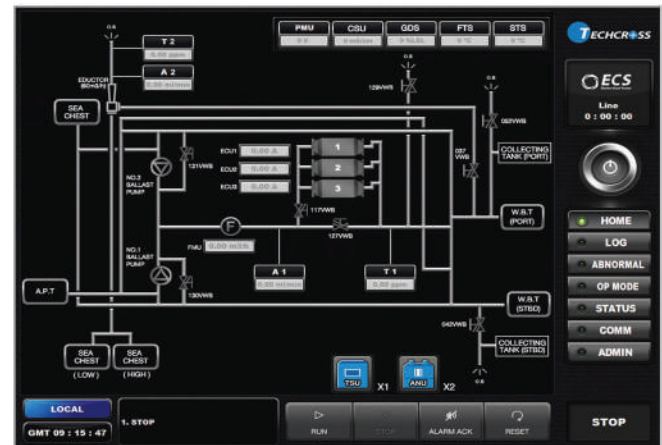 O.B
T 2
0.00 ppm
A 2
0.00 ml/min
EDUCTOR
PMU
CSU
GDS
FTS
STS
O.B
O.B
TECHCROSS
ECS
Line
0 : 00 : 00
SEA
CHEST
129VWB
052VWB
COLLECTING
TANK (PORT)
NO.2
BALLAST
PUMP
131VWB
ECU1
0.00 A
ECU2
0.00 A
ECU3
0.00 A
1
2
3
117VWB
127VWB
VWB
W.B.T
(PORT)
F
FMU
0.00 m3/h
NO.1
BALLAST
PUMP
130VWB
A 1
0.00 ml/min
T 1
0.00 ppm
A.P.T
W.B.T
(STBD)
042VWB
COLLECTING
TANK (STBD)
O.B
SEA
CHEST
(LOW)
SEA
CHEST
(HIGH)
TSU
X1
ANU
X2
HOME
LOG
ABNORMAL
OP MODE
STATUS
COMM
ADMIN
LOCAL
GMT 09 : 15 : 47
1. STOP
RUN
STOP
ALARM ACK
RESET
STOP